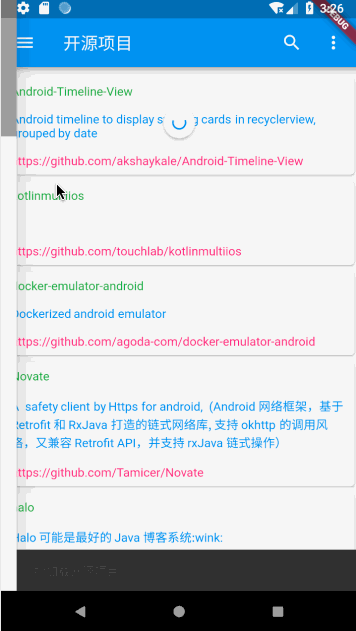 3:26
DEBUG
开源项目
Android-Timeline-View
Android timeline to display cards in recyclerview,
grouped by date
https://github.com/akshaykale/Android-Timeline-View
kotlinmultiios
https://github.com/touchlab/kotlinmultiios
docker-emulator-android
Dockerized android emulator
https://github.com/agoda-com/docker-emulator-android
Novate
A safety client by Https for android, (Android 网络框架，基于
Retrofit 和 RxJava 打造的链式网络库, 支持 okhttp 的调用风
格，又兼容 Retrofit API，并支持 rxJava 链式操作）
https://github.com/Tamicer/Novate
halo
Halo 可能是最好的 Java 博客系统:wink: